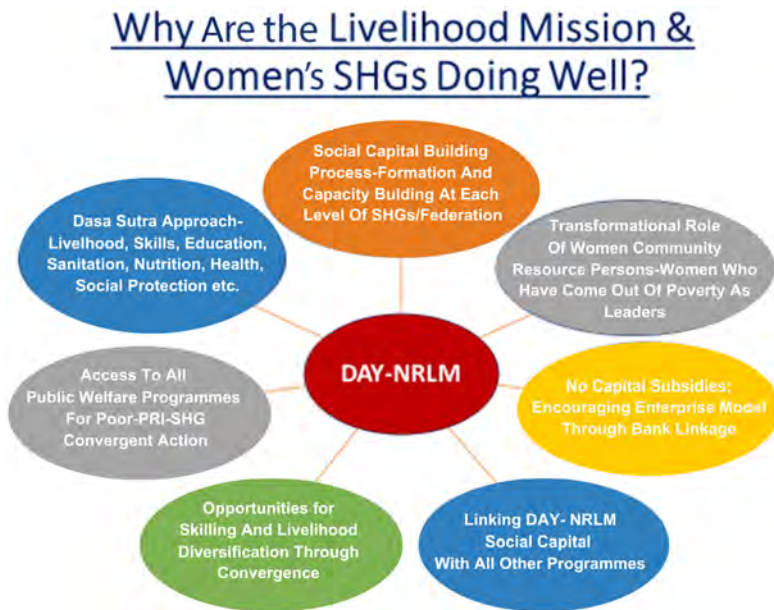 Why Are the Livelihood Mission &
Women's SHGs Doing Well?
Social Capital Building
Process-Formation And
Capacity Bulding At Each
Level Of SHGs/Federation
Dasa Sutra Approach-
Livelhood, Skills, Education,
Sanitation, Nutrition, Health,
Social Protection etc.
Transformational Role
Of Women Community
Resource Persons-Women Who
Have Come Out Of Poverty As
Leaders
DAY-NRLM
Access To All
Public Welfare Programmes
For Poor-PRI-SHG
Convergent Action
No Capital Subsidies;
Encouraging Enterprise Model
Through Bank Linkage
Opportunities for
Skilling And Livelihood
Diversification Through
Convergence
Linking DAY- NRLM
Social Capital
With All Other Programmes